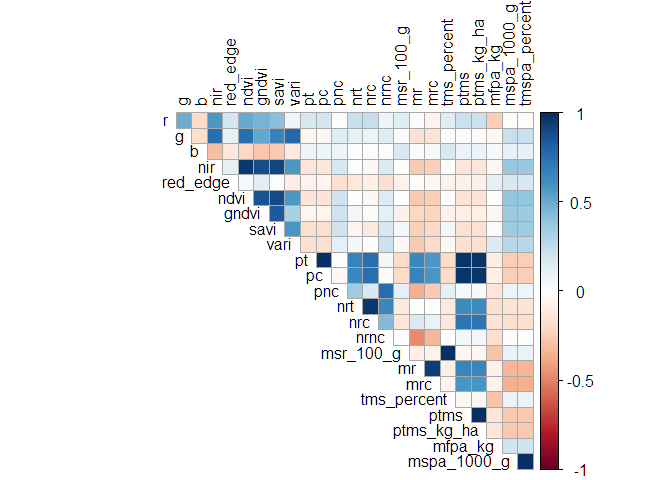 g
b
nir
red_edge
ndvi
gndvi
savi
vari
pt
pc
pnc
nrt
nrc
nrnc
msr_100_g
mr
mrc
tms_percent
ptms
ptms_kg_ha
mfpa_kg
mspa_1000_g
tmspa_percent
r
g
b
nir
red_edge
ndvi
gndvi
savi
vari
pt
pc
pnc
nrt
nrc
nrnc
msr_100_g
mr
mrc
tms_percent
ptms
ptms_kg_ha
mfpa_kg
mspa_1000_g
1
0.5
0
-0.5
-1